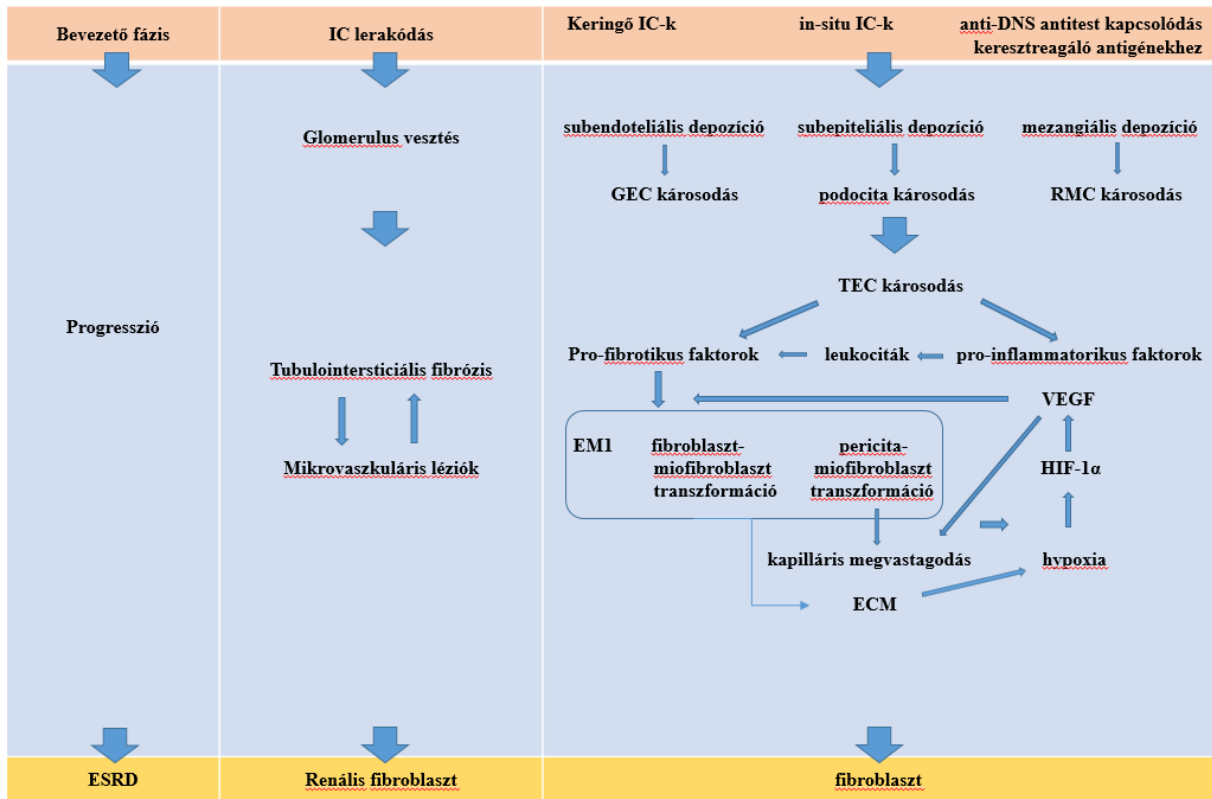 Bevezető fázis
IC lerakódás
Keringő IC-k
in-situ IC-k
anti-DNS antitest kapcsolódás
keresztreagáló antigénekhez
Glomerulus vesztés
subendoteliális depozíció
subepiteliális depozíció
mezangiális depozíció
GEC károsodás
podocita károsodás
RMC károsodás
TEC károsodás
Progresszió
Pro-fibrotikus faktorok
leukociták
pro-inflammatorikus faktorok
Tubulointersticiális fibrózis
VEGF
EM1
fibroblaszt-
miofibroblaszt
transzformáció
pericita-
miofibroblaszt
transzformáció
Mikrovaszkuláris léziók
HIF-1α
kapilláris megvastagodás
hypoxia
ECM
ESRD
Renális fibroblaszt
fibroblaszt